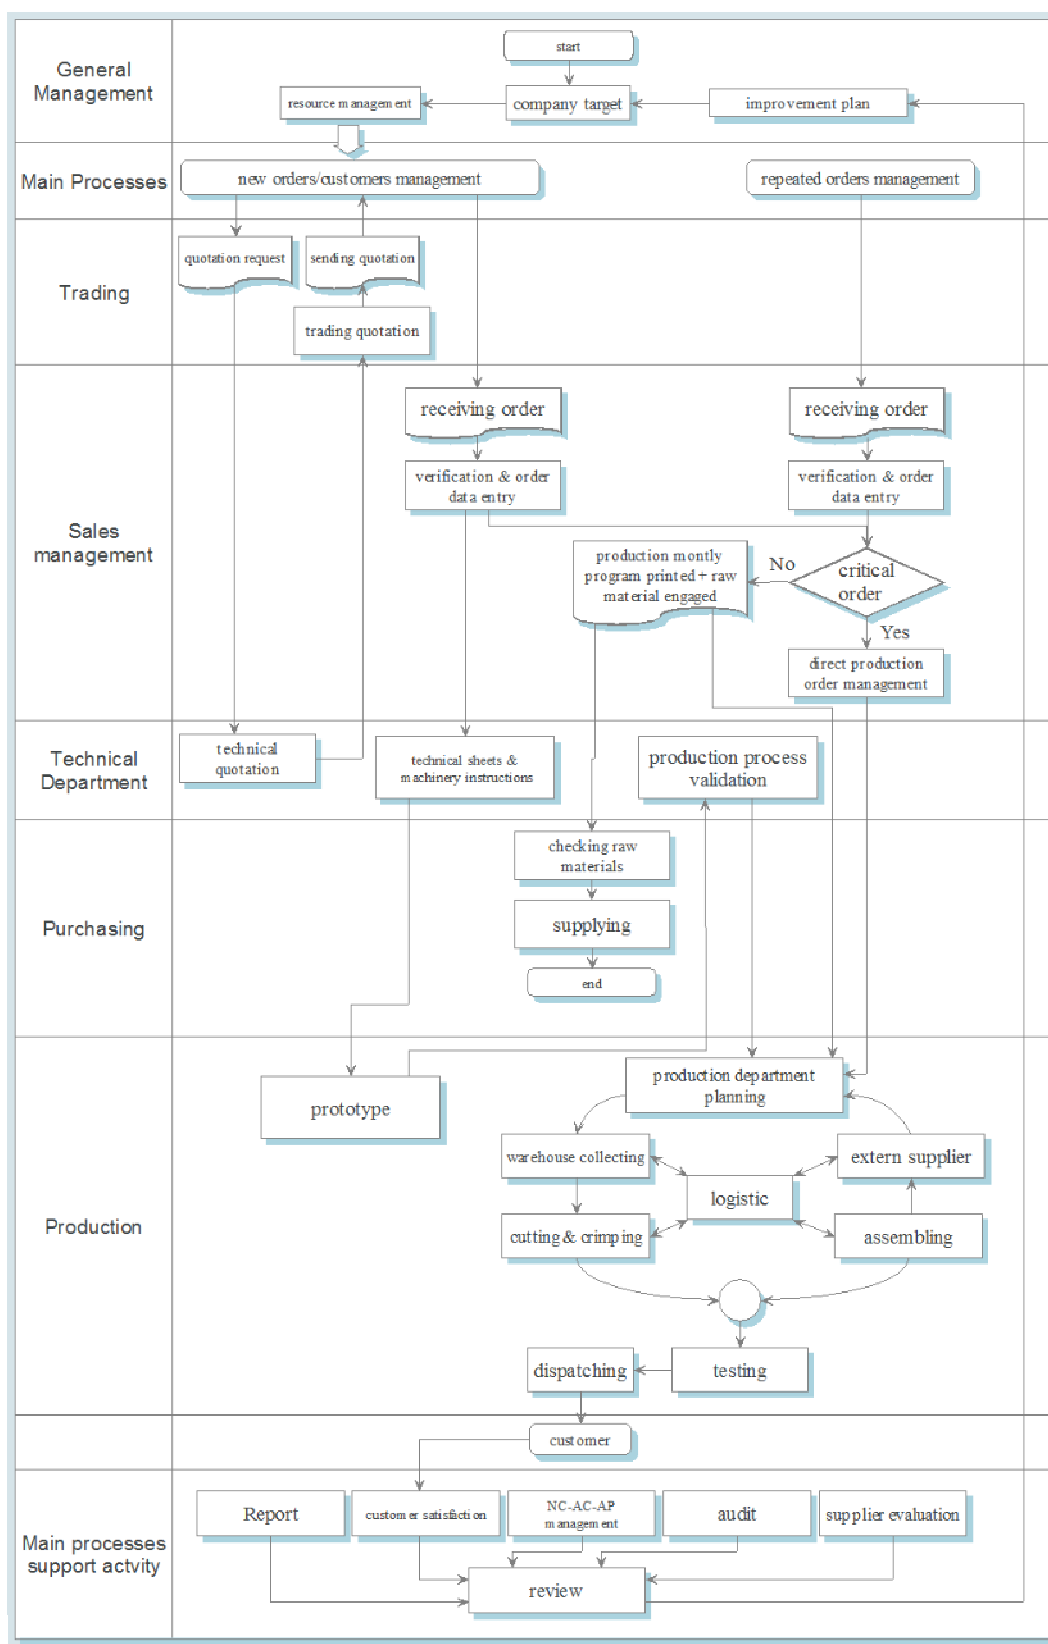 General
Management
start
resource management
company target
improvement plan
Main Processes
new orders/customers management
repeated orders management
Trading
quotation request
sending quotation
trading quotation
Sales
management
receiving order
receiving order
verification & order
data entry
verification & order
data entry
production montly
program printed + raw
material engaged
No
critical
order
Yes
direct production
order management
Technical
Department
technical
quotation
technical sheets &
machinery instructions
production process
validation
Purchasing
checking raw
materials
supplying
end
Production
prototype
production department
planning
warehouse collecting
extern supplier
logistic
cutting & crimping
assembling
dispatching
testing
customer
Main processes
support actvity
Report
customer satisfaction
NC-AC-AP
management
audit
supplier evaluation
review